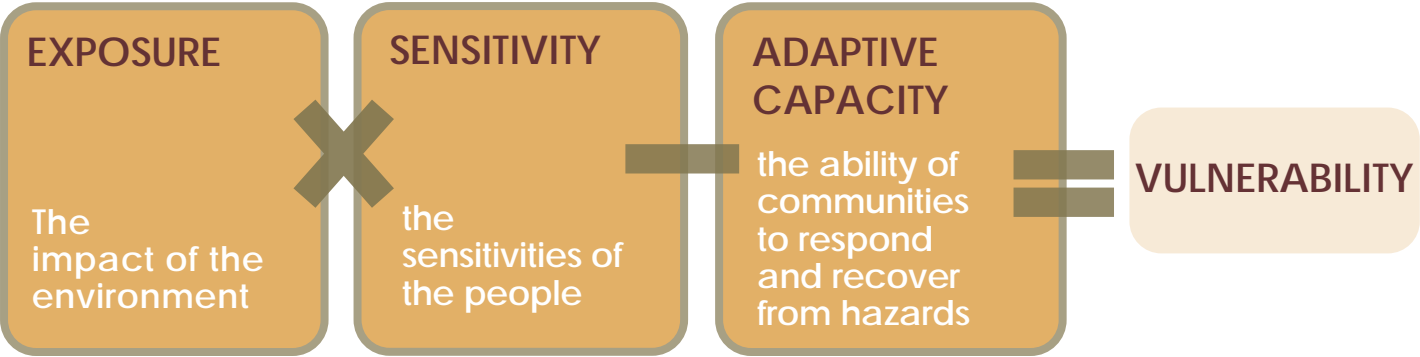 EXPOSURE
The
impact of the
environment
SENSITIVITY
the
sensitivities of
the people
ADAPTIVE
CAPACITY
the ability of
communities
to respond
and recover
from hazards
VULNERABILITY